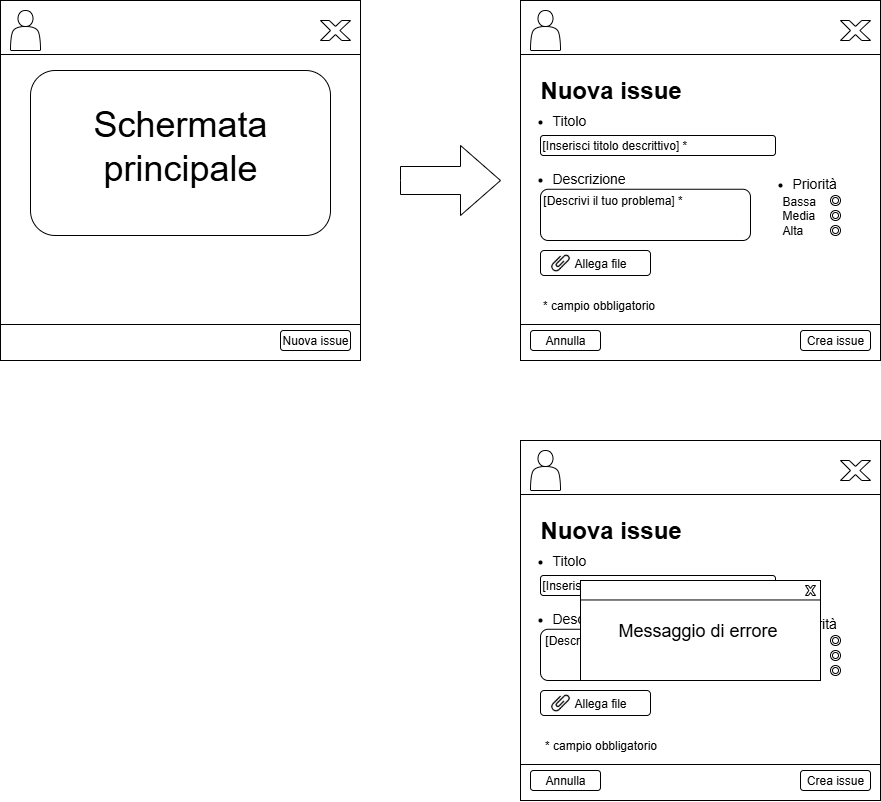 Schermata
principale
Nuova issue
Nuova issue
• Titolo
[Inserisci titolo descrittivo] *
• Descrizione
[Descrivi il tuo problema] *
• Priorità
Bassa
Media
Alta
Allega file
* campo obbligatorio
Annulla
Crea issue
Nuova issue
• Titolo
[Inseris
• Desc
[Descr
rità
Messaggio di errore
Allega file
* campo obbligatorio
Annulla
Crea issue